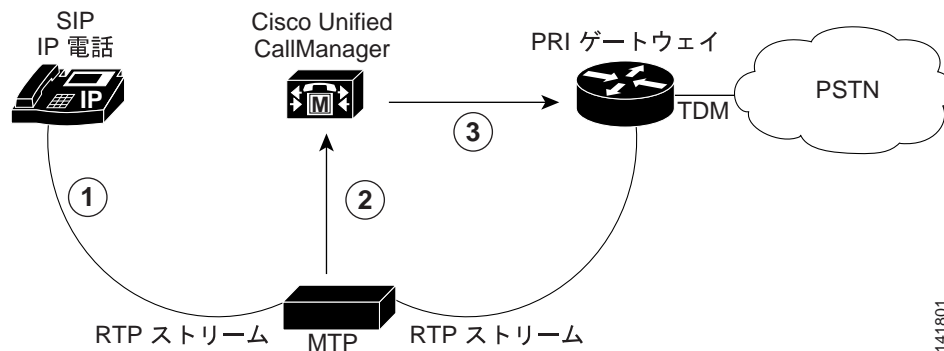 SIP
IP 電話
IP
Cisco Unified
CallManager
M
PRI ゲートウェイ
TDM
PSTN
1
2
3
RTP ストリーム
MTP
RTP ストリーム
141801